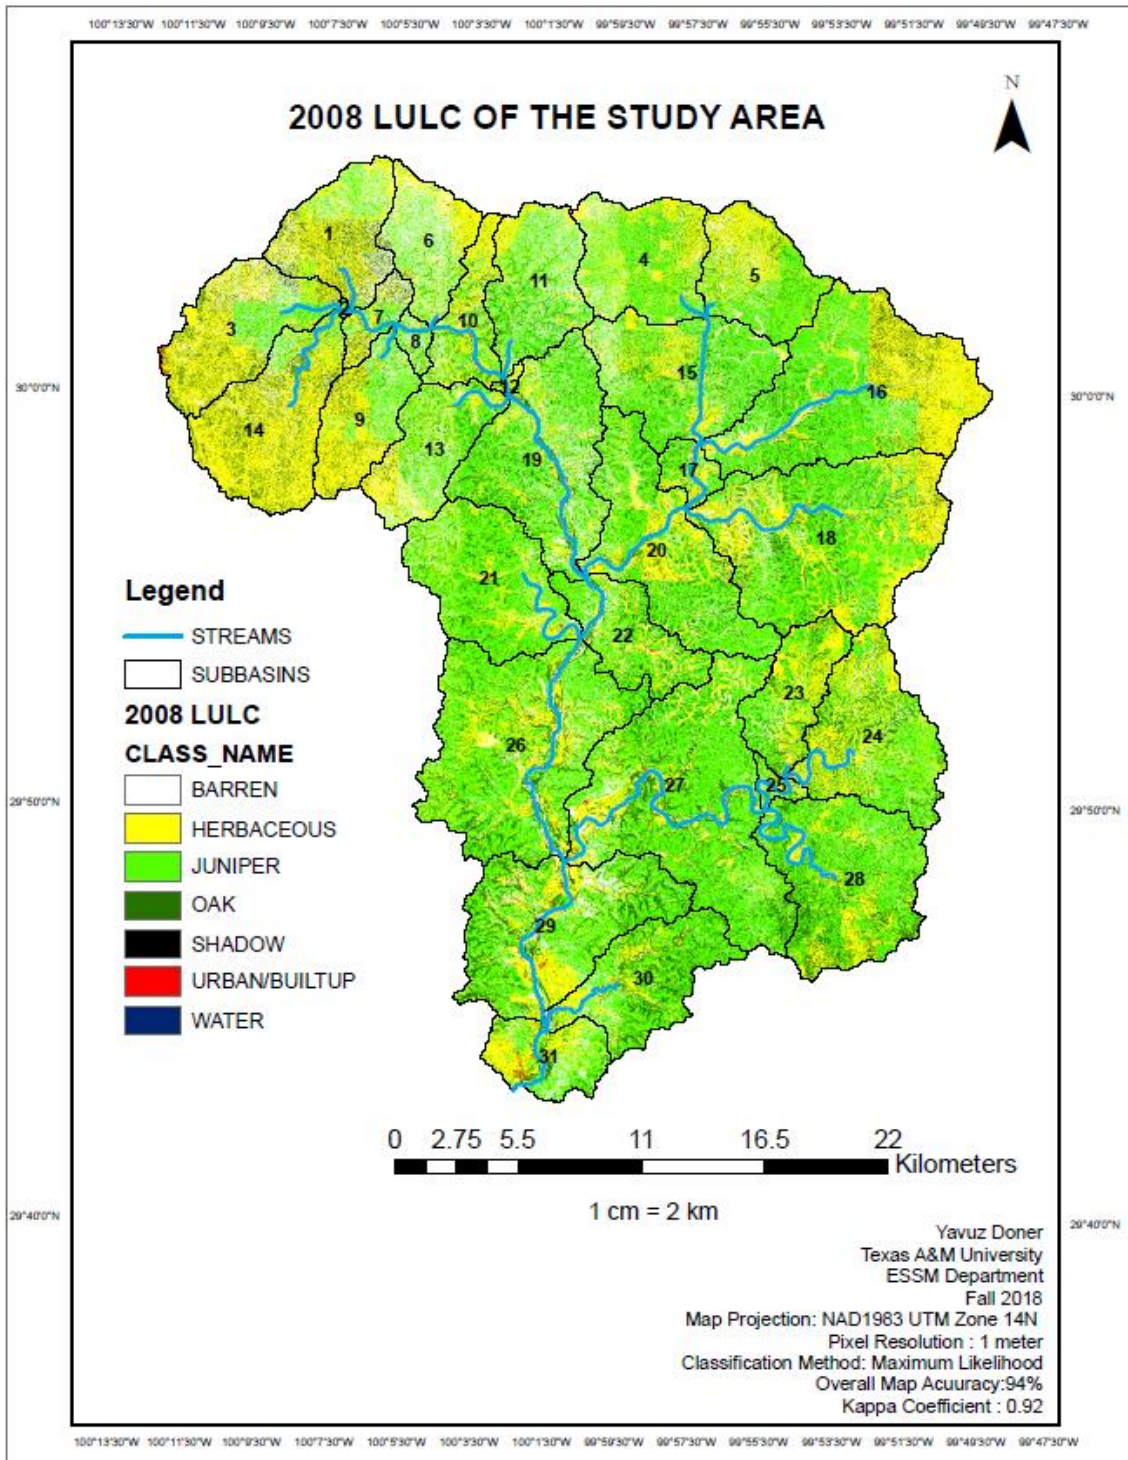 100°13'30"W 100°11'30"W 100°9'30"W 100°7'30"W 100°5'30"W 100°3'30"W 100°1'30"W 99°59'30"W 99°57'30"W 99°55'30"W 99°53'30"W 99°51'30"W 99°49'30"W 99°47'30"W
N
2008 LULC OF THE STUDY AREA
1
6
4
5
11
3
2
7
10
8
15
30°0'0"N
12
16
30°0'0"N
9
14
13
19
17
18
20
21
22
Legend
STREAMS
SUBBASINS
23
2008 LULC
24
26
CLASS_NAME
BARREN
27
25
29°50'0"N
29°50'0"N
HERBACEOUS
JUNIPER
28
OAK
29
SHADOW
30
URBAN/BUILTUP
WATER
31
0 2.75 5.5 11 16.5 22
Kilometers
1 cm = 2 km
29°40'0"N
29°40'0"N
Yavuz Doner
Texas A&M University
ESSM Department
Fall 2018
Map Projection: NAD1983 UTM Zone 14N
Pixel Resolution : 1 meter
Classification Method: Maximum Likelihood
Overall Map Acuuracy:94%
Kappa Coefficient : 0.92
100°13'30"W 100°11'30"W 100°9'30"W 100°7'30"W 100°5'30"W 100°3'30"W 100°1'30"W 99°59'30"W 99°57'30"W 99°55'30"W 99°53'30"W 99°51'30"W 99°49'30"W 99°47'30"W